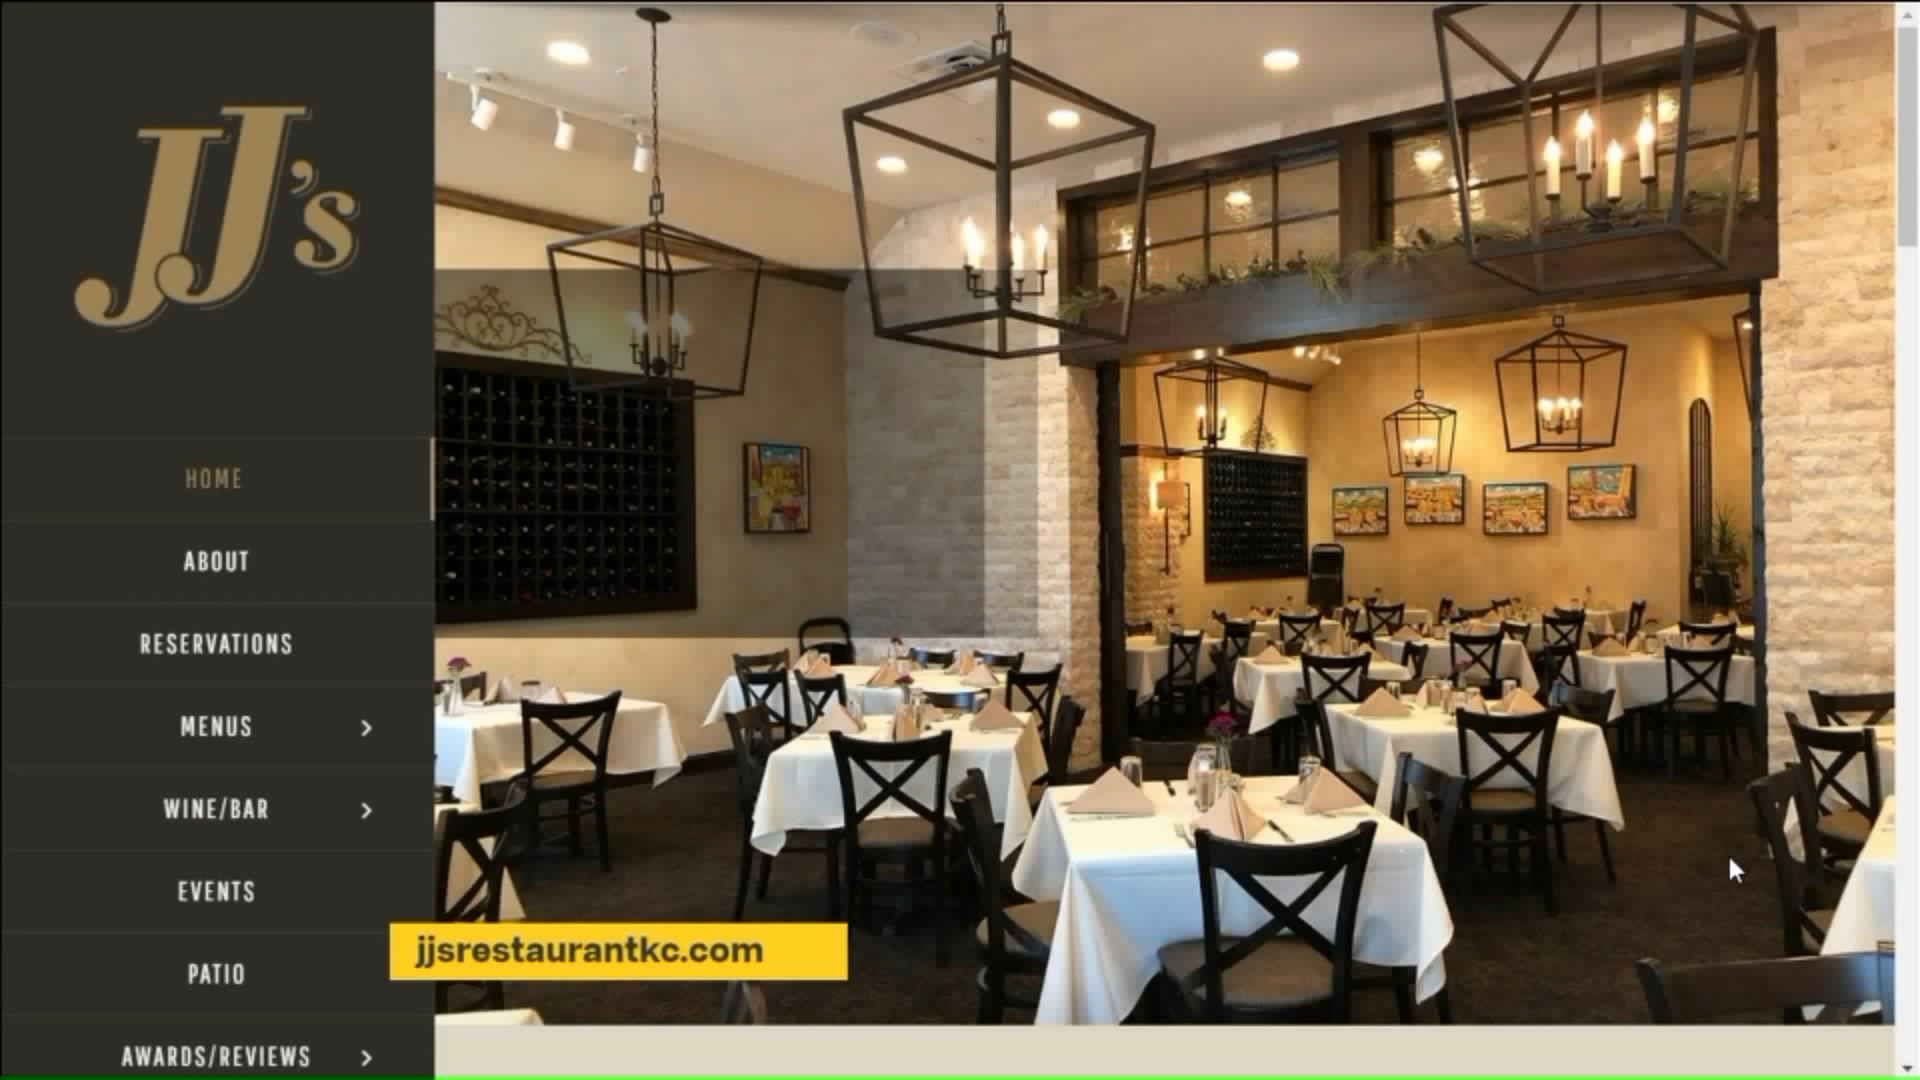 JJ's
HOME
ABOUT
RESERVATIONS
MENUS
WINE/BAR
EVENTS
PATIO
AWARDS/REVIEWS
jjsrestaurantkc.com